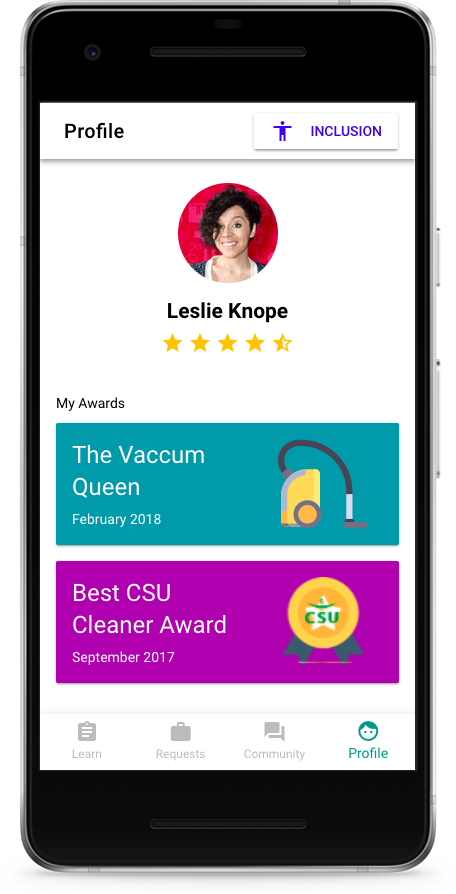 Profile
INCLUSION
Leslie Knope
My Awards
The Vaccum
Queen
February 2018
Best CSU
Cleaner Award
September 2017
CSU
Learn
Requests
Community
Profile